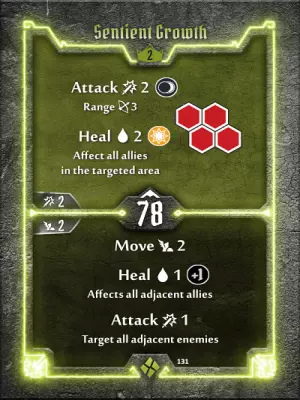 Sentient Growth
2
Attack 2
Range 3
Heal 2
Affect all allies
in the targeted area
2
78
2
Move 2
Heal 1 +1
Affects all adjacent allies
Attack 1
Target all adjacent enemies
131